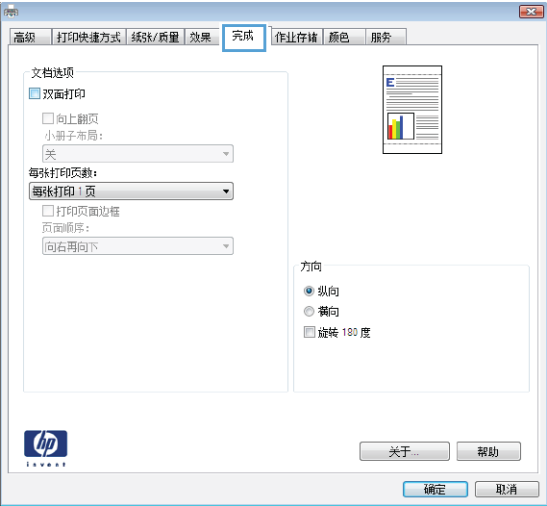 高级 打印快捷方式 纸张/质量 效果 完成 作业存储 颜色 服务
文档选项
双面打印
向上翻页
小册子布局:
关
每张打印页数:
每张打印 1 页
打印页面边框
页面顺序:
向右再向下
E
方向
纵向
横向
旋转 180 度
hp
invent
关于...
帮助
确定
取消